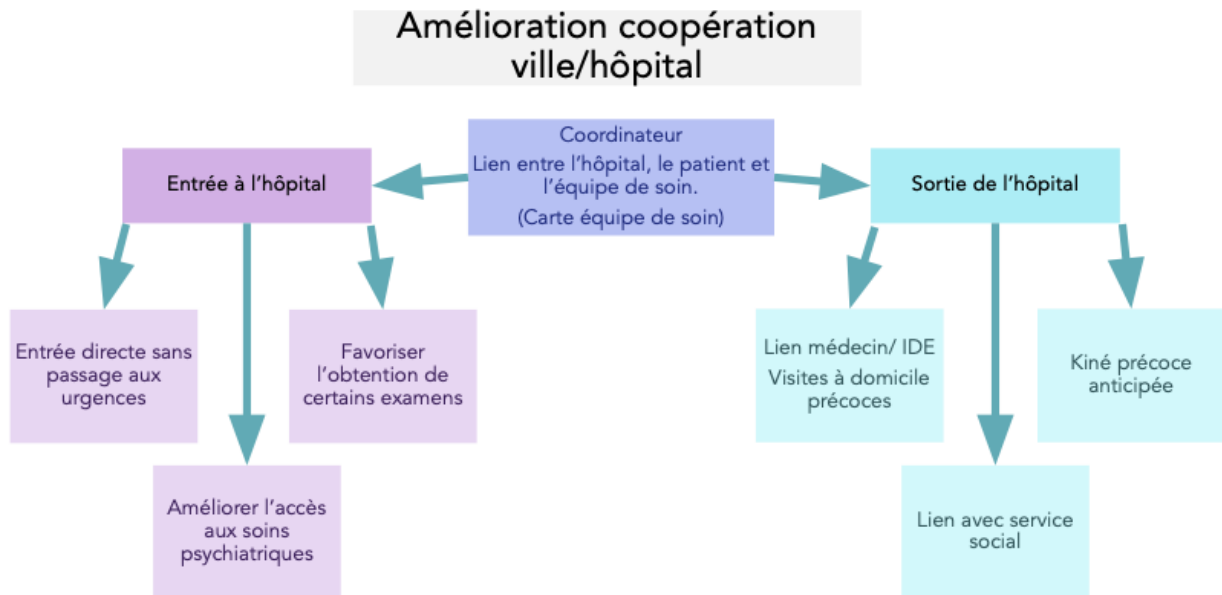 Amélioration coopération
ville/hôpital
Coordinateur
Lien entre l'hôpital, le patient et
l'équipe de soin.
(Carte équipe de soin)
Entrée à l'hôpital
Sortie de l'hôpital
Entrée directe sans
passage aux
urgences
Favoriser
l'obtention de
certains examens
Améliorer l'accès
aux soins
psychiatriques
Lien médecin/ IDE
Visites à domicile
précoces
Kiné précoce
anticipée
Lien avec service
social